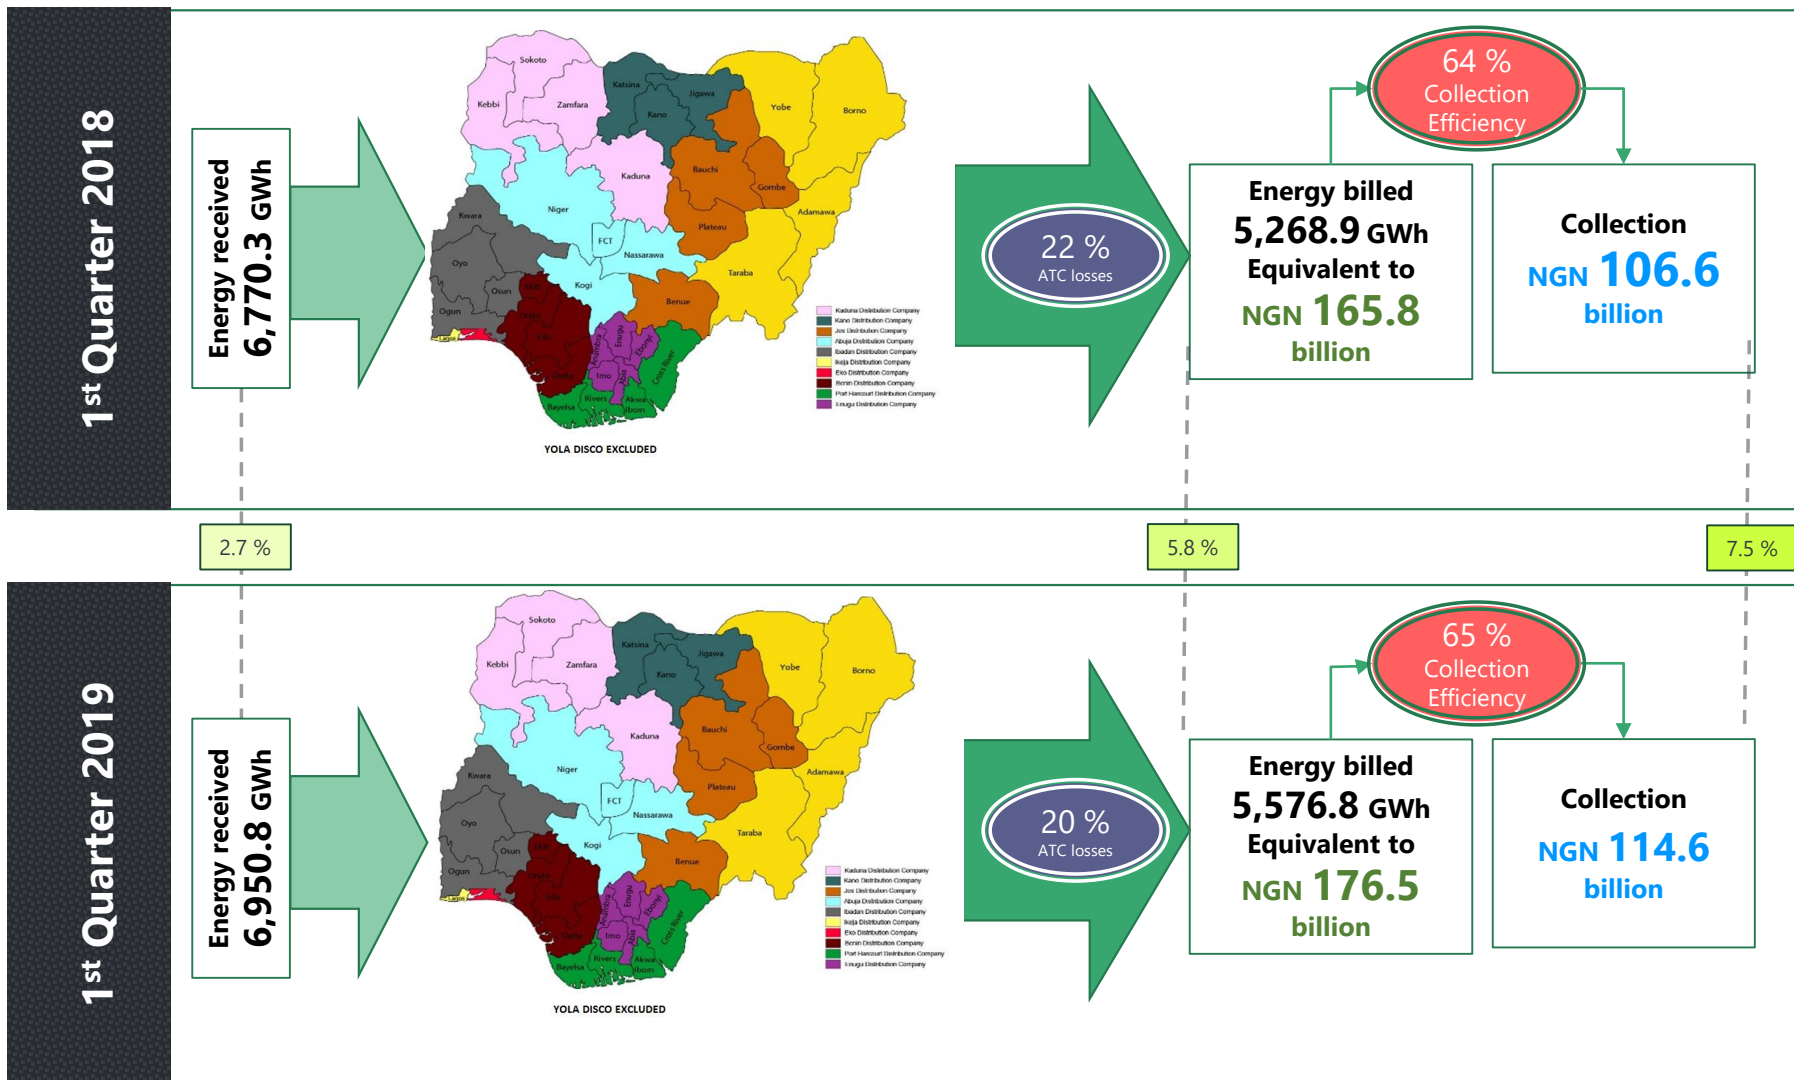 1st Quarter 2018
Energy received
6,770.3 GWh
Sokoto
Kebbi
Zamfara
Katsina
Jigawa
Kano
Yobe
Borno
Kaduna
Bauchi
Gombe
Niger
Adamawa
Plateau
Kwara
FCT
Nassarawa
Oyo
Taraba
Kogi
Osun
Ekiti
Benue
Ogun
Ondo
Edo
Lagos
Enugu
Anambra
Ebonyi
Delta
Imo
Abia
Cross River
Bayelsa
Rivers
Akwa
Ibom
Kaduna Distribution Company
Kano Distribution Company
Jos Distribution Company
Abuja Distribution Company
Ibadan Distribution Company
Ikeja Distribution Company
Eko Distribution Company
Benin Distribution Company
Port Harcourt Distribution Company
Enugu Distribution Company
YOLA DISCO EXCLUDED
22 %
ATC losses
Energy billed
5,268.9 GWh
Equivalent to
NGN 165.8
billion
64 %
Collection
Efficiency
Collection
NGN 106.6
billion
2.7 %
5.8 %
7.5 %
1st Quarter 2019
Energy received
6,950.8 GWh
Sokoto
Kebbi
Zamfara
Katsina
Jigawa
Kano
Yobe
Borno
Kaduna
Bauchi
Gombe
Niger
Adamawa
Plateau
Kwara
FCT
Nassarawa
Oyo
Taraba
Kogi
Osun
Ekiti
Benue
Ogun
Ondo
Edo
Lagos
Enugu
Anambra
Ebonyi
Delta
Imo
Abia
Cross River
Bayelsa
Rivers
Akwa
Ibom
Kaduna Distribution Company
Kano Distribution Company
Jos Distribution Company
Abuja Distribution Company
Ibadan Distribution Company
Ikeja Distribution Company
Eko Distribution Company
Benin Distribution Company
Port Harcourt Distribution Company
Enugu Distribution Company
YOLA DISCO EXCLUDED
20 %
ATC losses
Energy billed
5,576.8 GWh
Equivalent to
NGN 176.5
billion
65 %
Collection
Efficiency
Collection
NGN 114.6
billion